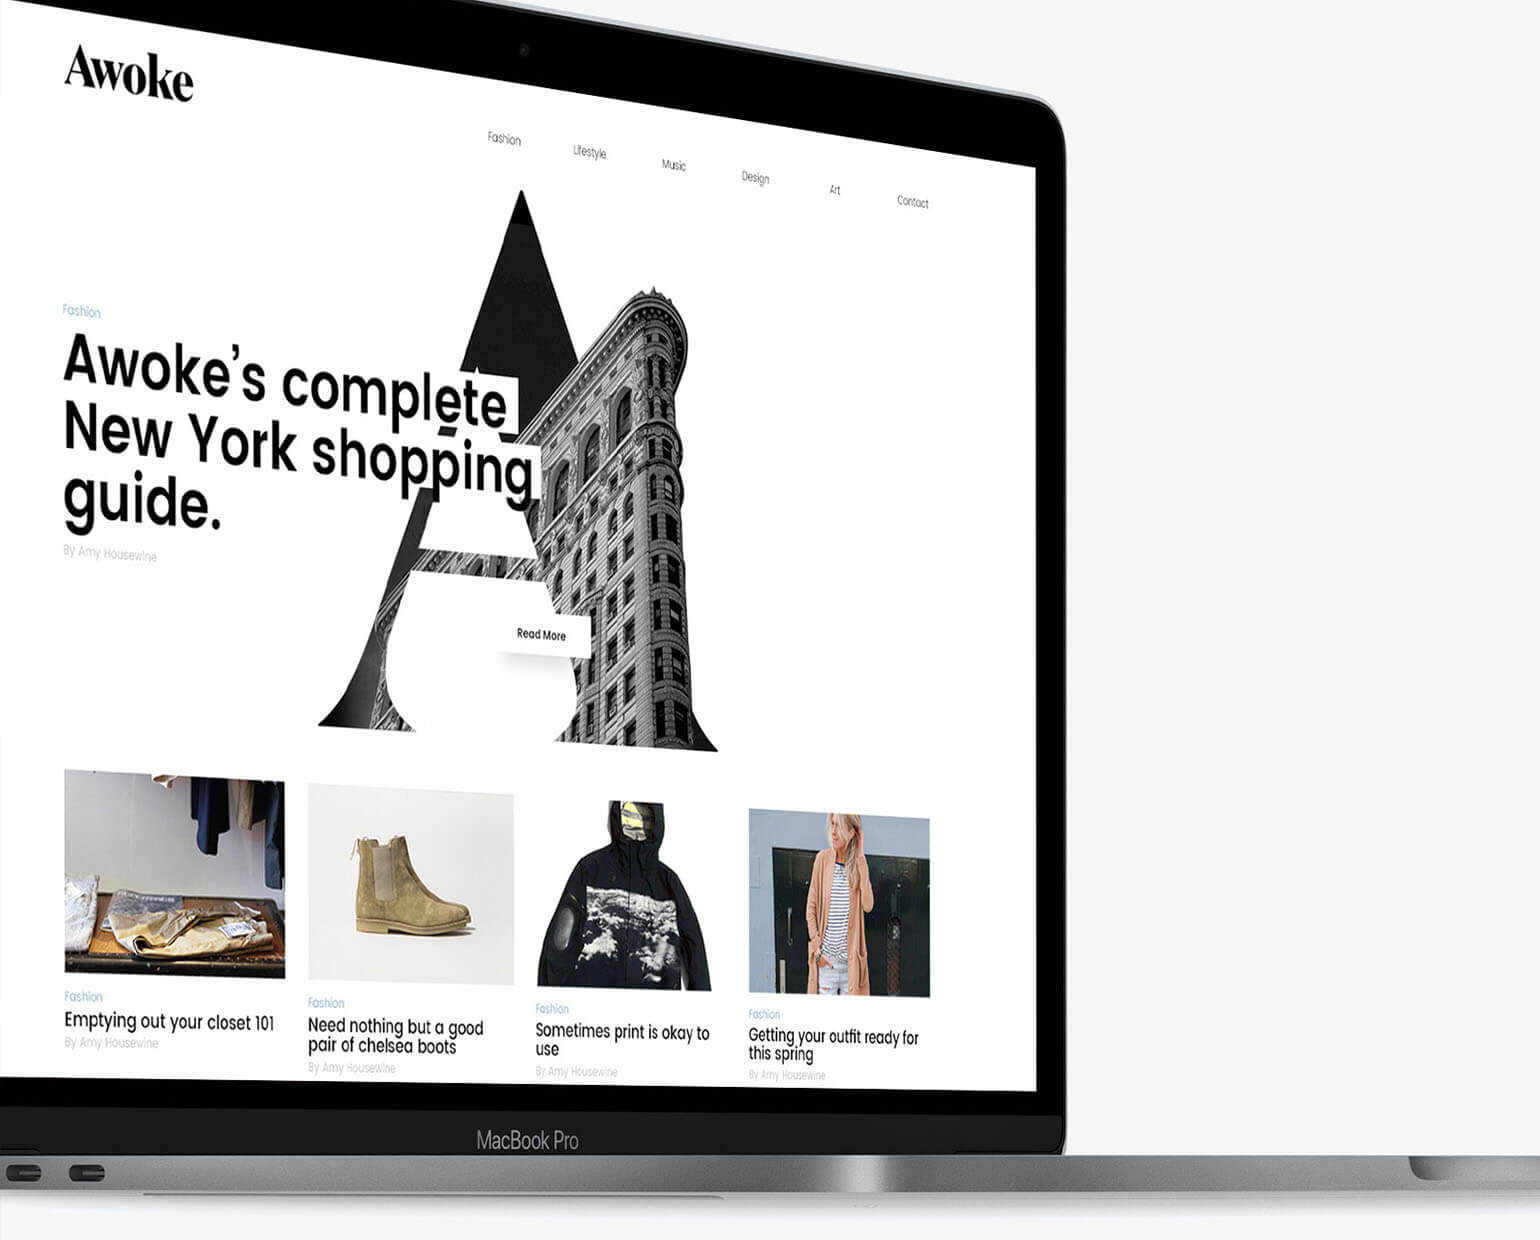 Awoke
Fashion Lifestyle Music Design Art Contact
Fashion
Awoke’s complete
New York shopping
guide.
By Amy Housewine
Read More
Fashion
Emptying out your closet 101
By Amy Housewine
Fashion
Need nothing but a good
pair of chelsea boots
By Amy Housewine
Fashion
Sometimes print is okay to
use
By Amy Housewine
Fashion
Getting your outfit ready for
this spring
By Amy Housewine
MacBook Pro